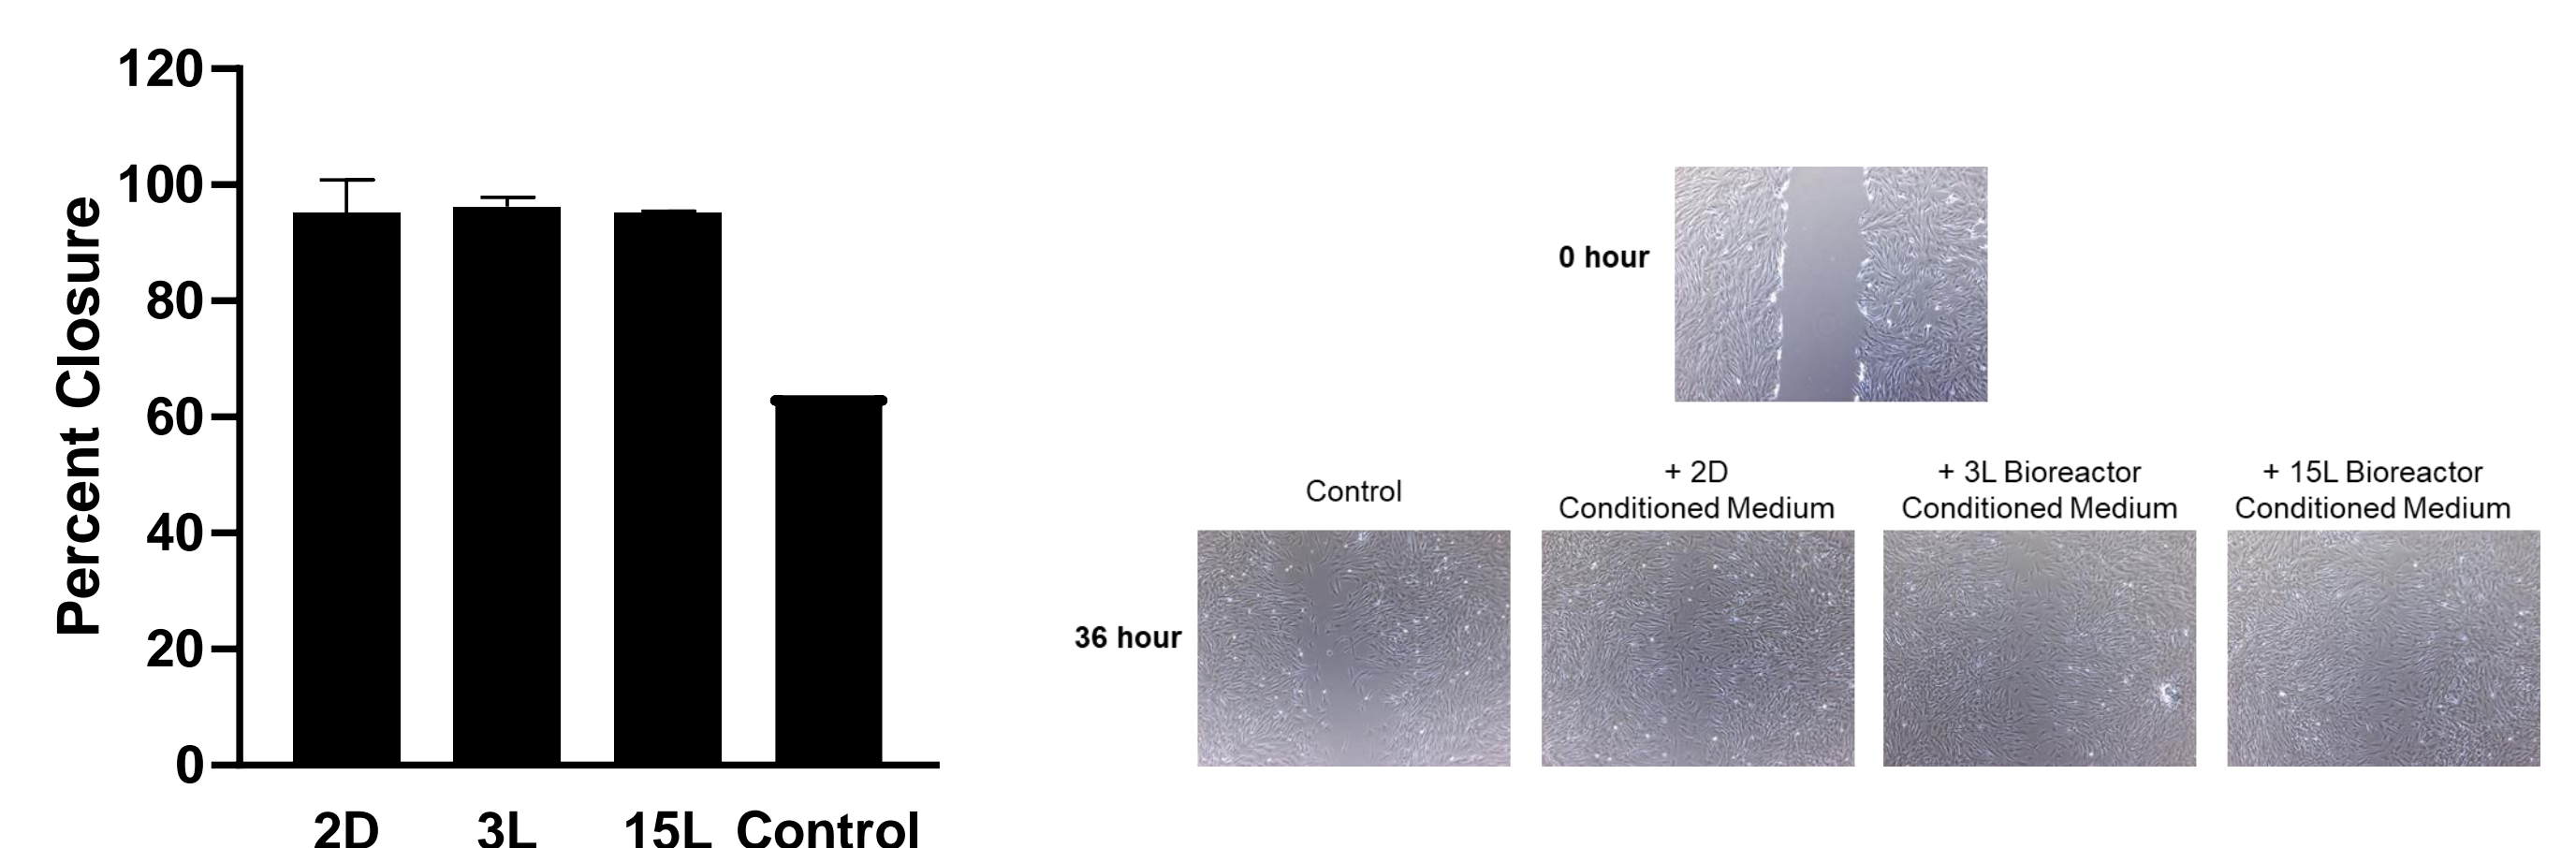 120
100
80
60
40
20
0
Percent Closure
2D 3L 15L Control
0 hour
Control
+ 2D
Conditioned Medium
+ 3L Bioreactor
Conditioned Medium
+ 15L Bioreactor
Conditioned Medium
36 hour